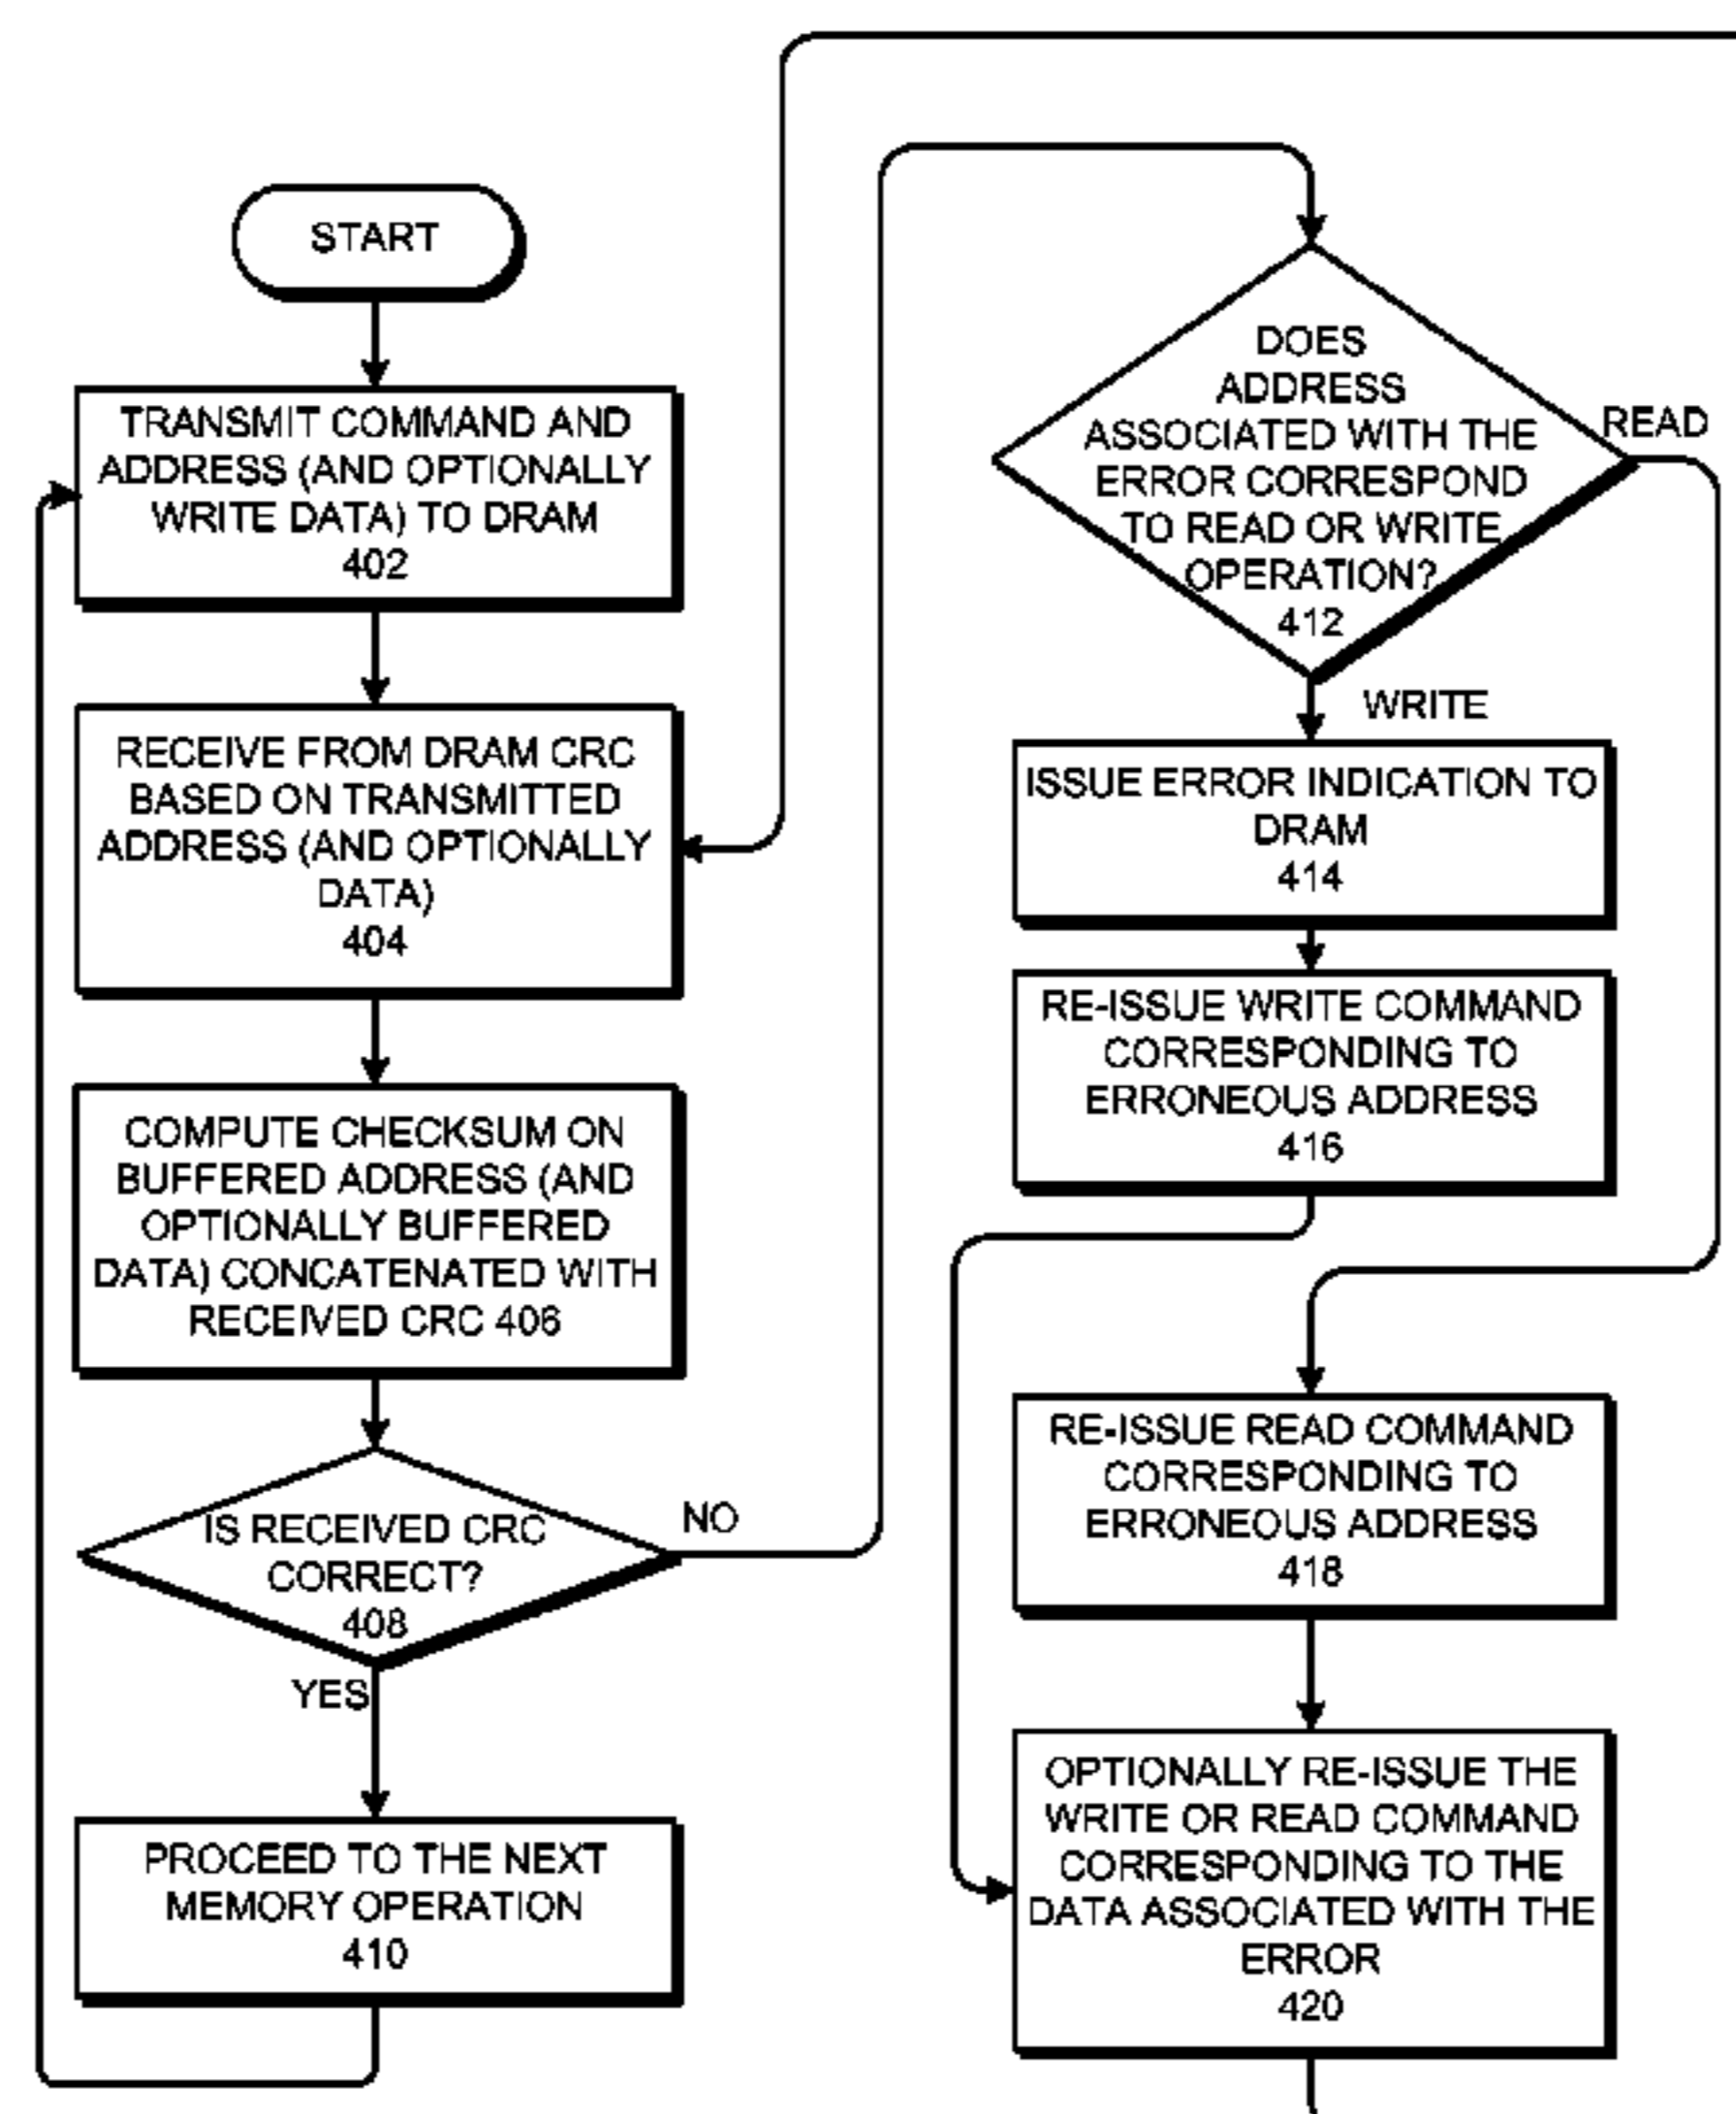 START
TRANSMIT COMMAND AND
ADDRESS (AND OPTIONALLY
WRITE DATA) TO DRAM
402
RECEIVE FROM DRAM CRC
BASED ON TRANSMITTED
ADDRESS (AND OPTIONALLY
DATA)
404
COMPUTE CHECKSUM ON
BUFFERED ADDRESS (AND
OPTIONALLY BUFFERED
DATA) CONCATENATED WITH
RECEIVED CRC 406
IS RECEIVED CRC
CORRECT?
408
NO
YES
PROCEED TO THE NEXT
MEMORY OPERATION
410
DOES
ADDRESS
ASSOCIATED WITH THE
ERROR CORRESPOND
TO READ OR WRITE
OPERATION?
412
READ
WRITE
ISSUE ERROR INDICATION TO
DRAM
414
RE-ISSUE WRITE COMMAND
CORRESPONDING TO
ERRONEOUS ADDRESS
416
RE-ISSUE READ COMMAND
CORRESPONDING TO
ERRONEOUS ADDRESS
418
OPTIONALLY RE-ISSUE THE
WRITE OR READ COMMAND
CORRESPONDING TO THE
DATA ASSOCIATED WITH THE
ERROR
420